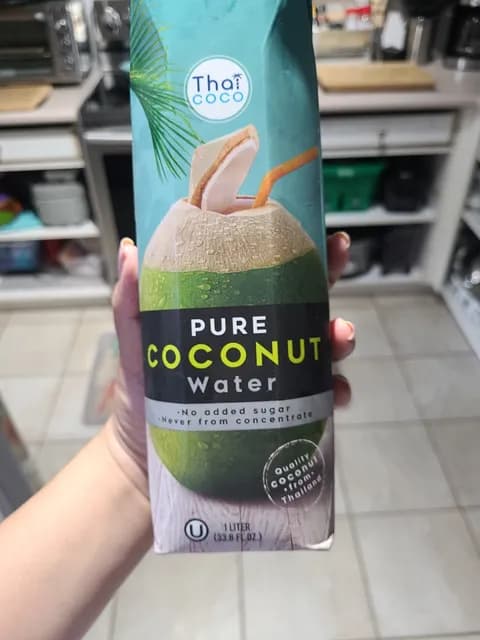 Thai
COCO
PURE
COCONUT
Water
·No added sugar
·Never from concentrate
Quality
coconut
·from·
Thailand
U
1 LITER
(33.8 FL OZ.)